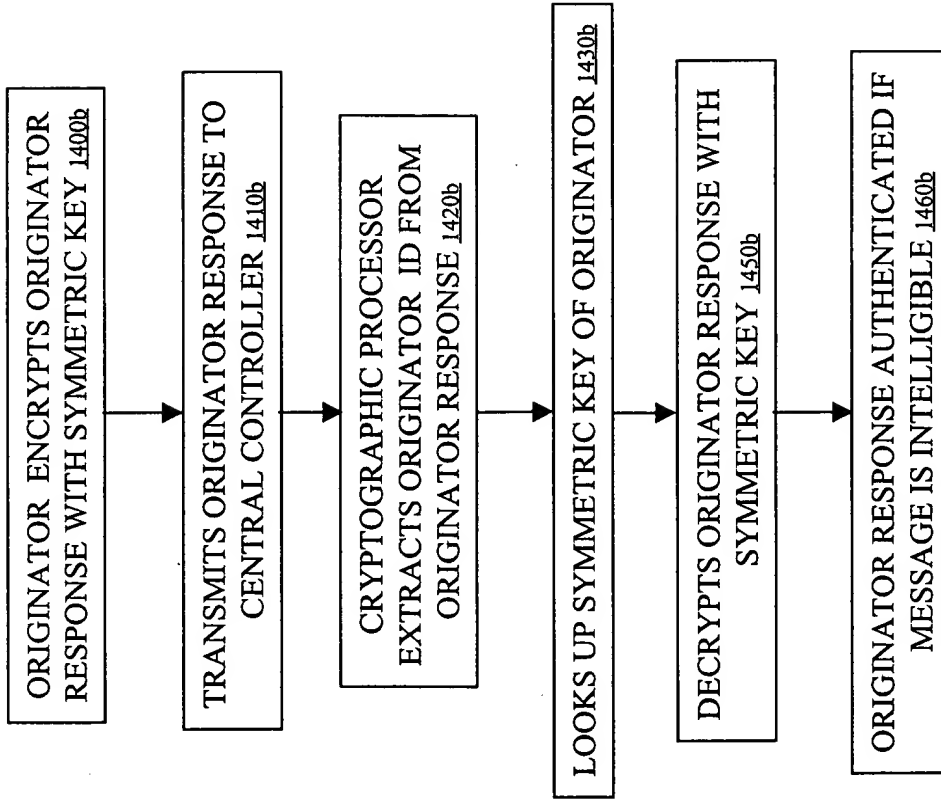 ORIGINATOR ENCRYPTS ORIGINATOR
RESPONSE WITH SYMMETRIC KEY 1400b
TRANSMITS ORIGINATOR RESPONSE TO
CENTRAL CONTROLLER 1410b
CRYPTOGRAPHIC PROCESSOR
EXTRACTS ORIGINATOR ID FROM
ORIGINATOR RESPONSE 1420b
LOOKS UP SYMMETRIC KEY OF ORIGINATOR 1430b
DECRYPTS ORIGINATOR RESPONSE WITH
SYMMETRIC KEY 1450b
ORIGINATOR RESPONSE AUTHENTICATED IF
MESSAGE IS INTELLIGIBLE 1460b